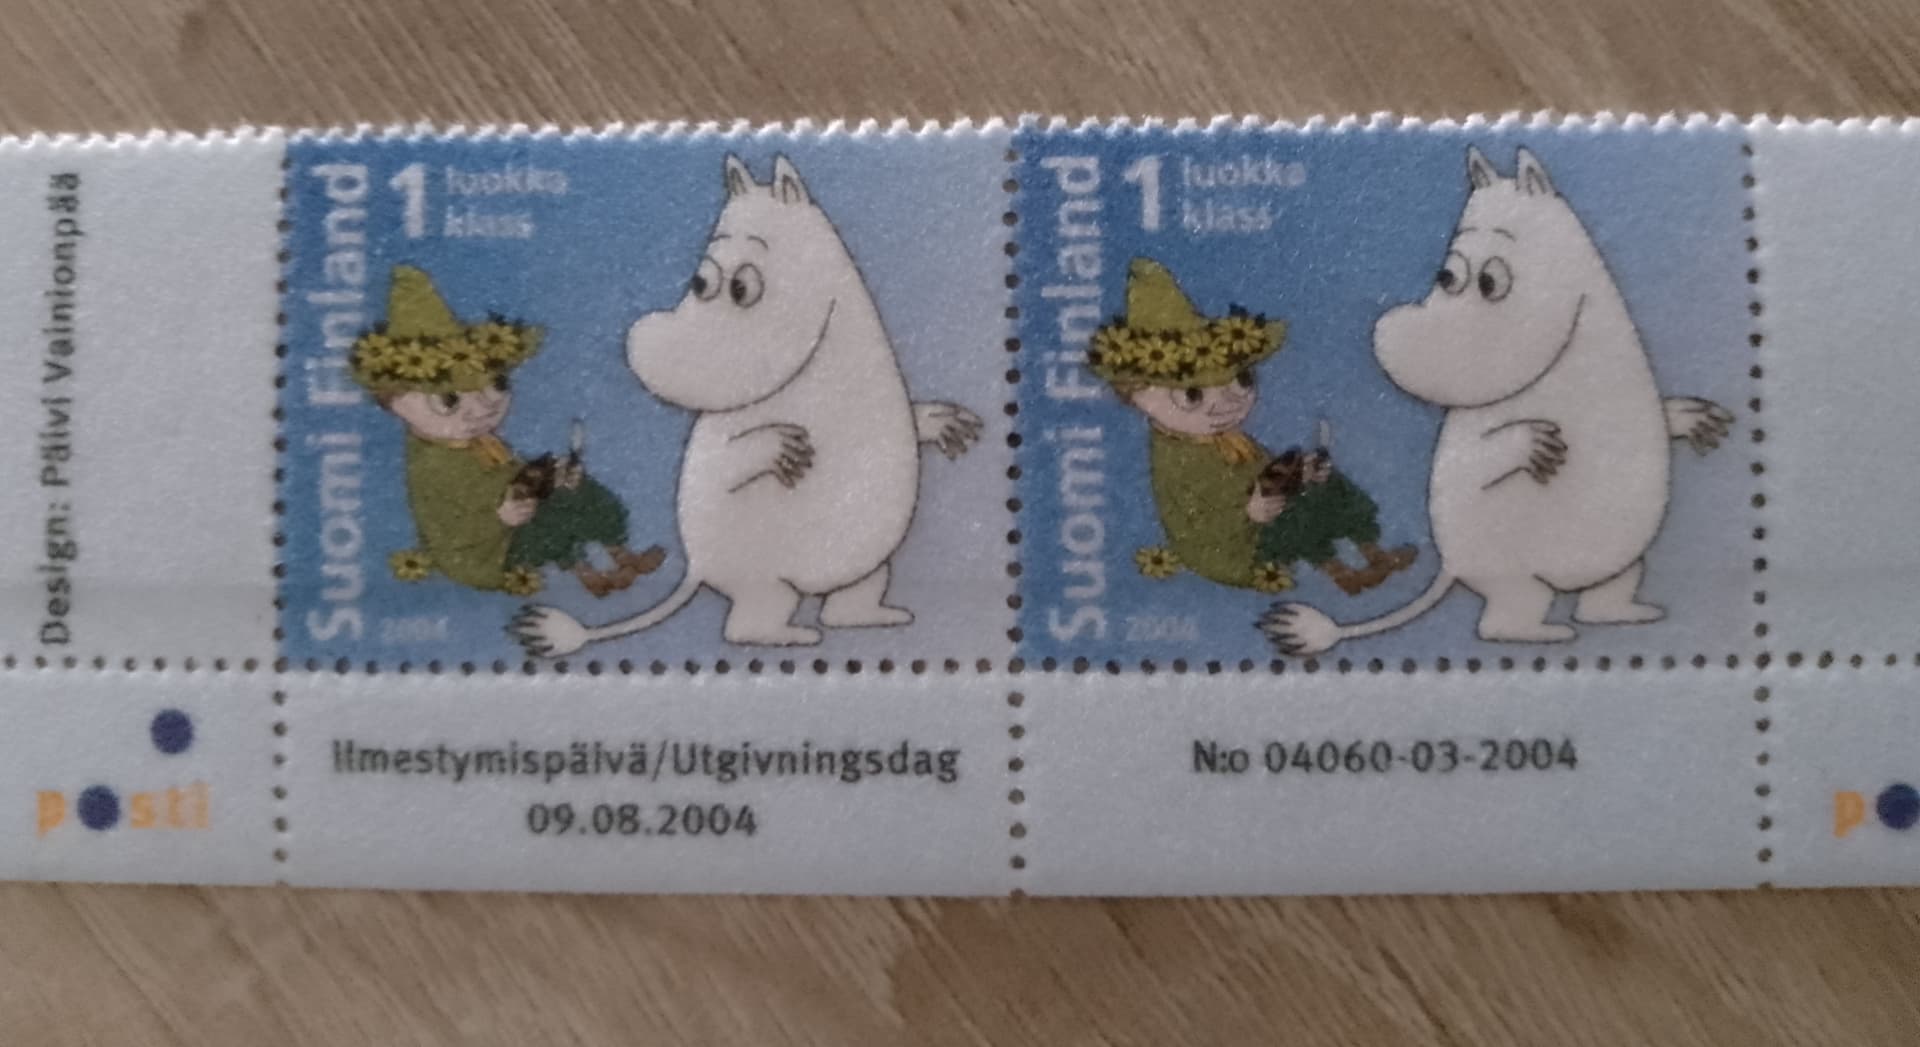 Design: Päivi Vainionpää
Suomi Finland
1 luokka
klass
2004
Suomi Finland
1 luokka
klass
2004
posti
Ilmestymispäivä/Utgivningsdag
09.08.2004
N:o 04060-03-2004
po